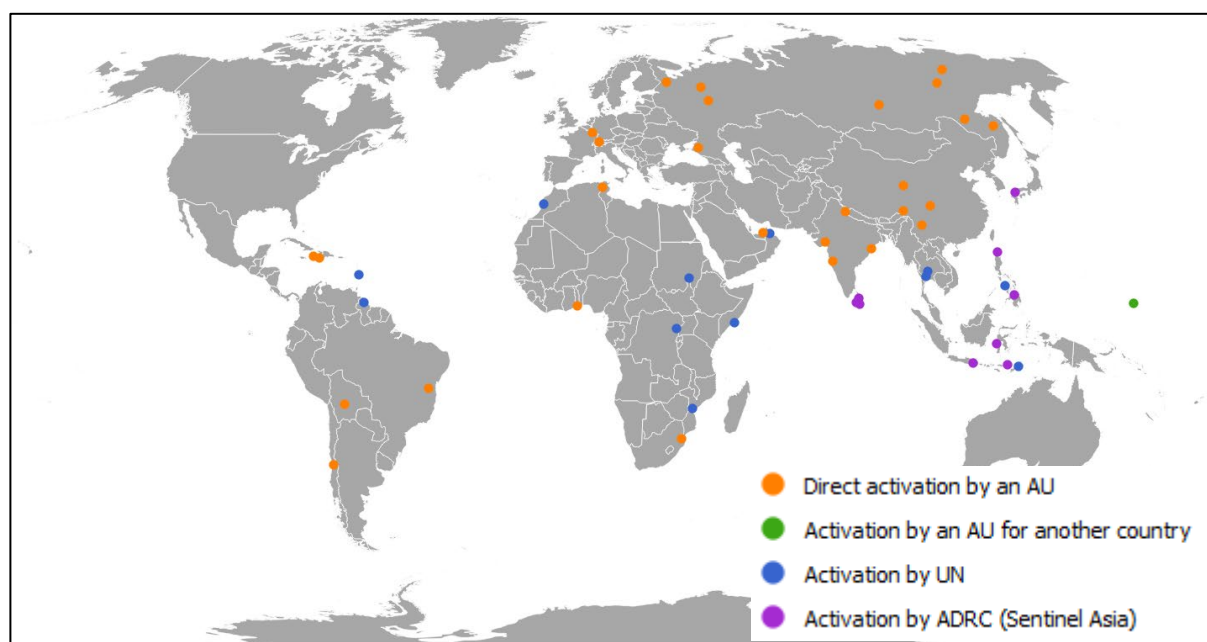 Direct activation by an AU
Activation by an AU for another country
Activation by UN
Activation by ADRC (Sentinel Asia)